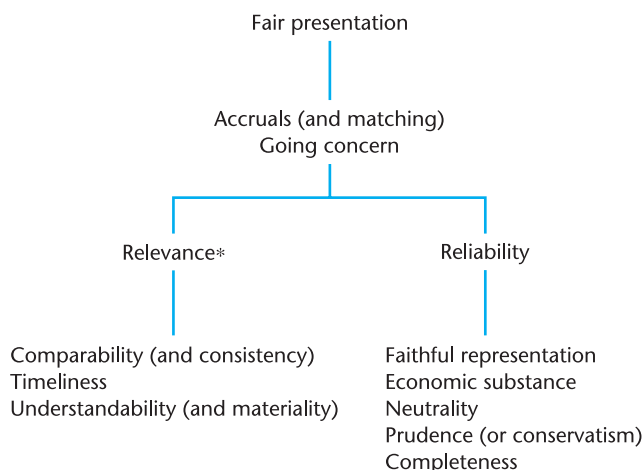 Fair presentation
Accruals (and matching)
Going concern
Relevance*
Reliability
Comparability (and consistency)
Timeliness
Understandability (and materiality)
Faithful representation
Economic substance
Neutrality
Prudence (or conservatism)
Completeness